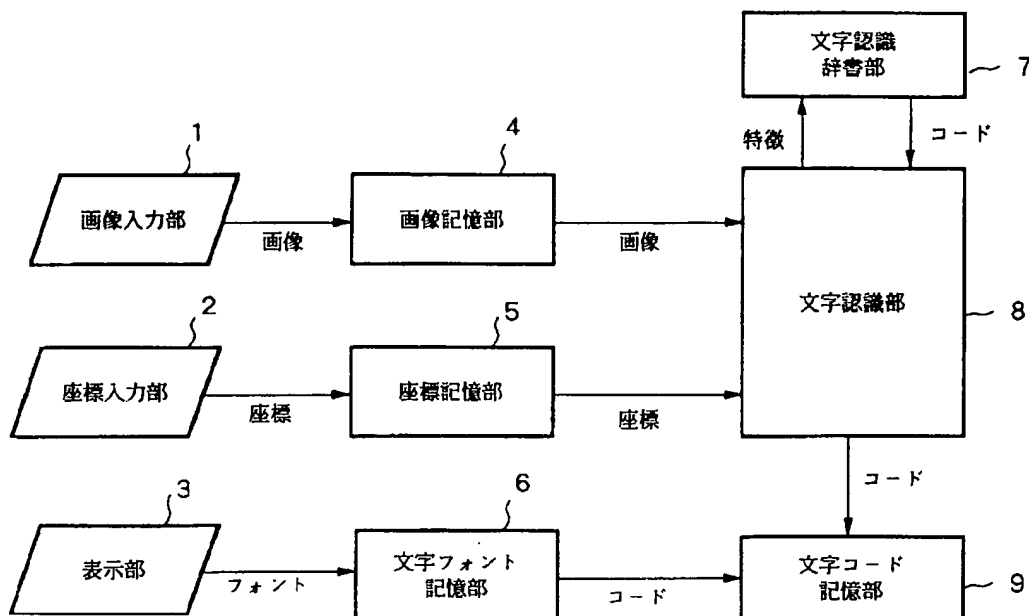 文字認識
辞書部
7
特徴
コード
1
4
画像入力部
画像
画像記憶部
画像
文字認識部
8
2
5
座標入力部
座標
座標記憶部
座標
コード
3
6
表示部
フォント
文字フォント
記憶部
コード
文字コード
記憶部
9